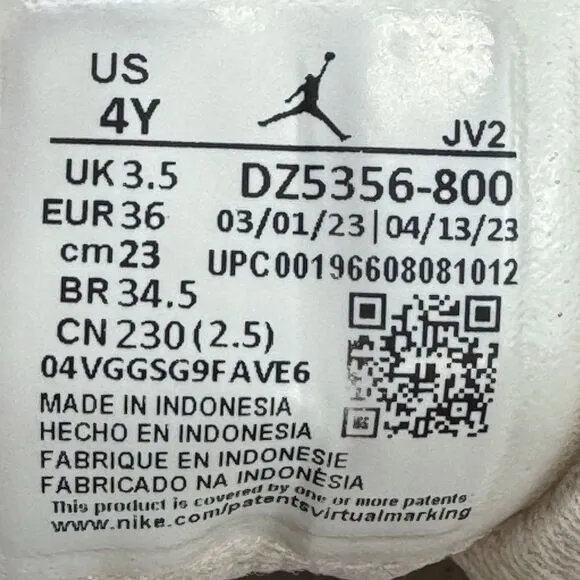 US
4Y
JV2
UK 3.5
DZ5356-800
EUR 36
03/01/23 | 04/13/23
cm 23
UPC 00196608081012
BR 34.5
CN 230 (2.5)
04VGGSG9FAVE6
MADE IN INDONESIA
HECHO EN INDONESIA
FABRIQUE EN INDONESIE
FABRICADO NA INDONÉSIA
This product is covered by one or more patents
www.nike.com/patentsvirtualmarking